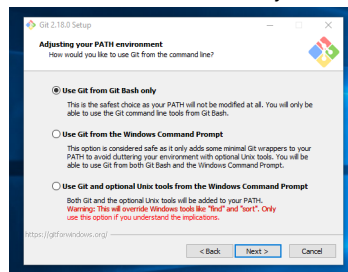 Git 2.18.0 Setup
Adjusting your PATH environment
How would you like to use Git from the command line?
Use Git from Git Bash only
This is the safest choice as your PATH will not be modified at all. You will only be
able to use the Git command line tools from Git Bash.
Use Git from the Windows Command Prompt
This option is considered safe as it only adds some minimal Git wrappers to your
PATH to avoid cluttering your environment with optional Unix tools. You will be
able to use Git from both Git Bash and the Windows Command Prompt.
Use Git and optional Unix tools from the Windows Command Prompt
Both Git and the optional Unix tools will be added to your PATH.
Warning: This will override Windows tools like "find" and "sort". Only
use this option if you understand the implications.
https://gitforwindows.org/
< Back
Next >
Cancel